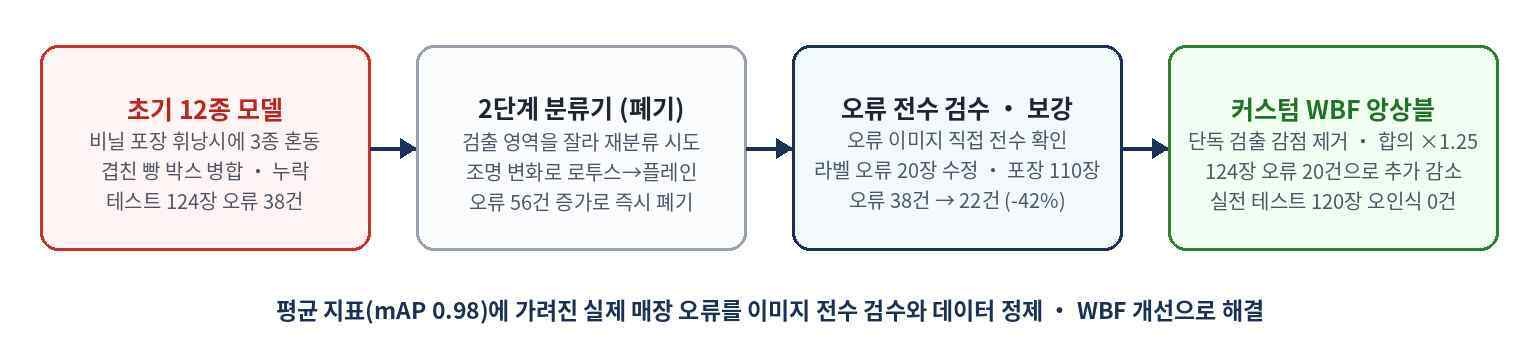 초기 12종 모델
비닐 포장 휘낭시에 3종 혼동
겹친 빵 박스 병합 · 누락
테스트 124장 오류 38건
2단계 분류기 (폐기)
검출 영역을 잘라 재분류 시도
조명 변화로 로투스→플레인
오류 56건 증가로 즉시 폐기
오류 전수 검수 · 보강
오류 이미지 직접 전수 확인
라벨 오류 20장 수정 · 포장 110장
오류 38건 → 22건 (-42%)
커스텀 WBF 앙상블
단독 검출 감점 제거 · 합의 ×1.25
124장 오류 20건으로 추가 감소
실전 테스트 120장 오인식 0건
평균 지표(mAP 0.98)에 가려진 실제 매장 오류를 이미지 전수 검수와 데이터 정제 · WBF 개선으로 해결